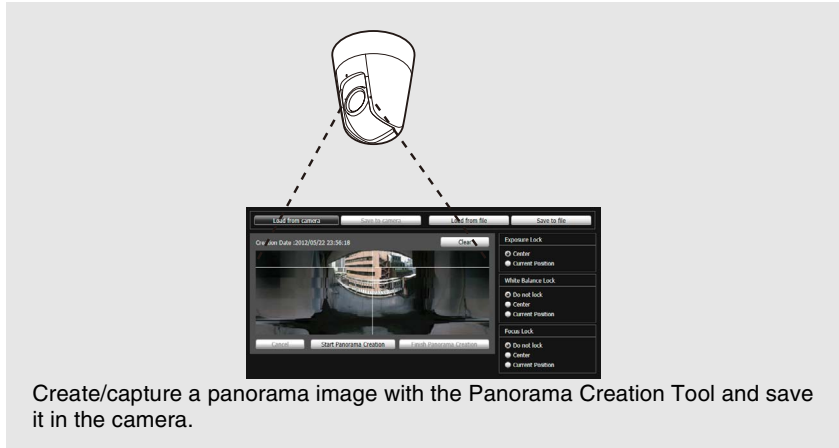 Load from camera Save to camera Load from file Save to file
Creation Date :2012/05/22 23:56:18 Clear
Exposure Lock
Center
Current Position
White Balance Lock
Do not lock
Center
Current Position
Focus Lock
Do not lock
Center
Current Position
Cancel Start Panorama Creation Finish Panorama Creation
Create/capture a panorama image with the Panorama Creation Tool and save
it in the camera.